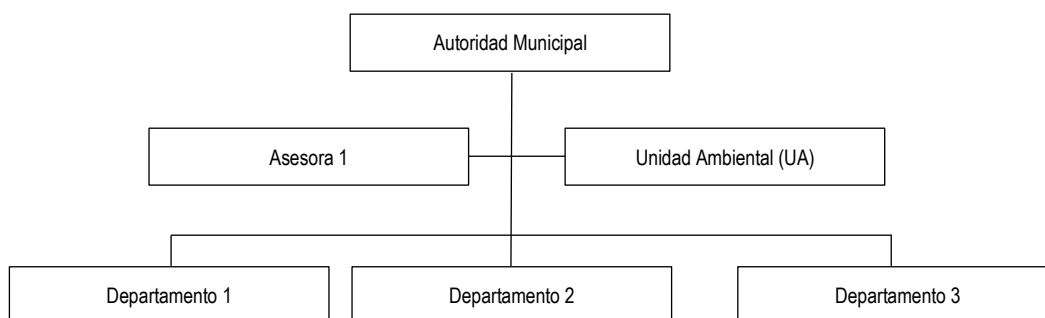 Autoridad Municipal
Asesora 1
Unidad Ambiental (UA)
Departamento 1
Departamento 2
Departamento 3